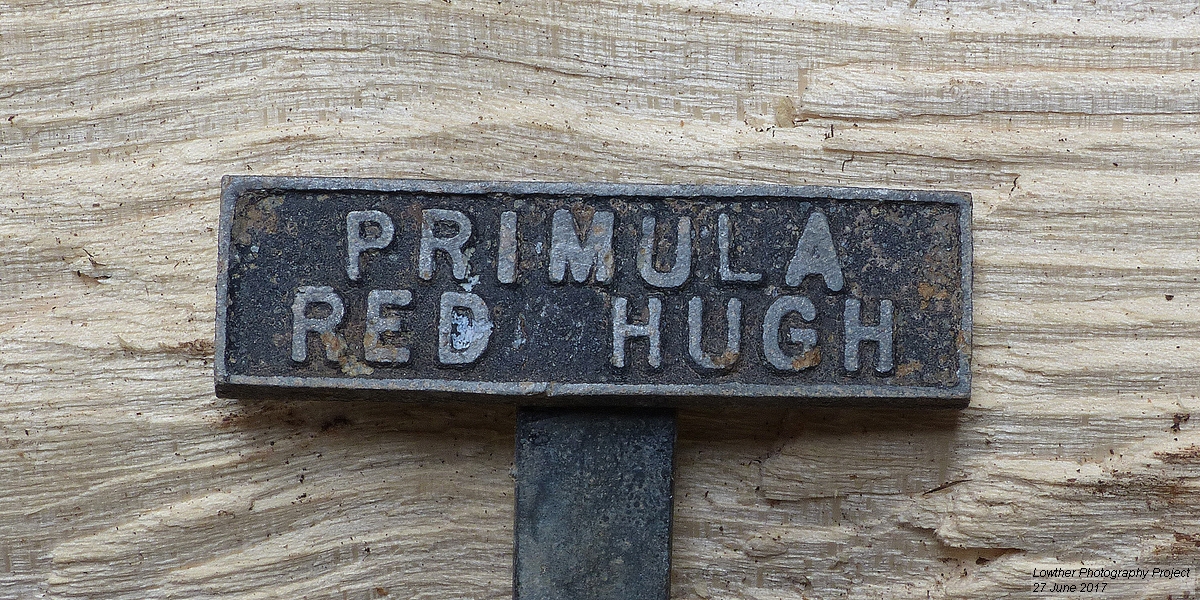 PRIMULA
RED HUGH
Lowther Photography Project
27 June 2017